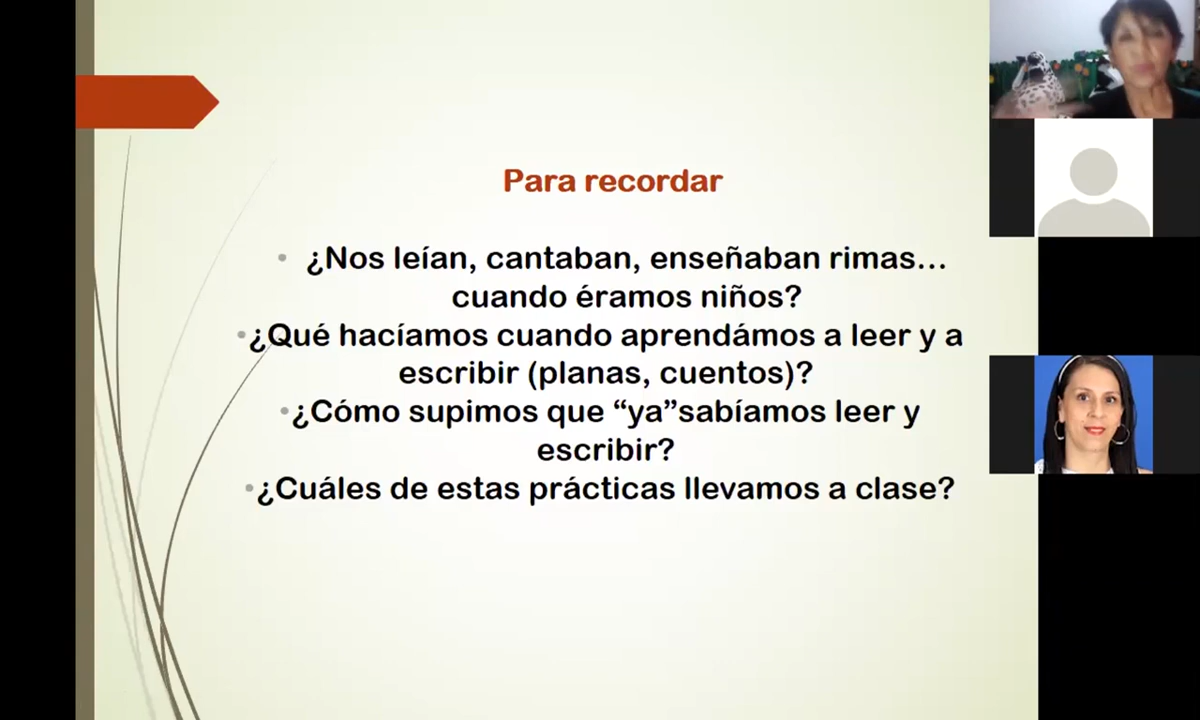 Para recordar
• ¿Nos leían, cantaban, enseñaban rimas...
cuando éramos niños?
•¿Qué hacíamos cuando aprendámos a leer y a
escribir (planas, cuentos)?
•¿Cómo supimos que “ya”sabíamos leer y
escribir?
•¿Cuáles de estas prácticas llevamos a clase?